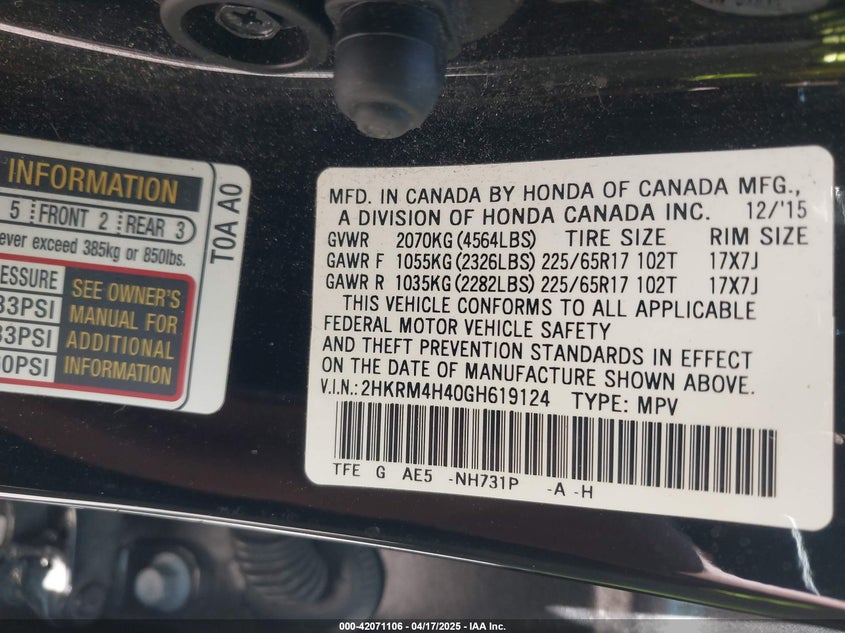 INFORMATION
5 FRONT 2 REAR 3
ever exceed 385kg or 850lbs.
ESSURE
33PSI
33PSI
60PSI
SEE OWNER'S
MANUAL FOR
ADDITIONAL
INFORMATION
T0A A0
MFD. IN CANADA BY HONDA OF CANADA MFG.,
A DIVISION OF HONDA CANADA INC. 12/'15
GVWR 2070KG(4564LBS) TIRE SIZE RIM SIZE
GAWR F 1055KG(2326LBS) 225/65R17 102T 17X7J
GAWR R 1035KG(2282LBS) 225/65R17 102T 17X7J
THIS VEHICLE CONFORMS TO ALL APPLICABLE
FEDERAL MOTOR VEHICLE SAFETY
AND THEFT PREVENTION STANDARDS IN EFFECT
ON THE DATE OF MANUFACTURE SHOWN ABOVE.
V.I.N.:2HKRM4H40GH619124 TYPE: MPV
TFE G AE5 -NH731P -A -H
000-42071106 - 04/17/2025 - IAA Inc.